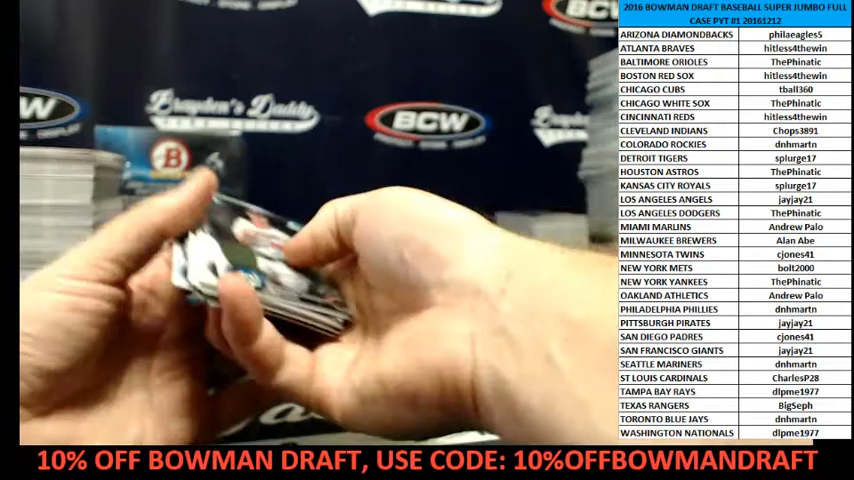 2016 BOWMAN DRAFT BASEBALL SUPER JUMBO FULL
CASE PYT #1 20161212
ARIZONA DIAMONDBACKS philaeagles5
ATLANTA BRAVES hitless4thewin
BALTIMORE ORIOLES ThePhinatic
BOSTON RED SOX hitless4thewin
CHICAGO CUBS tball360
CHICAGO WHITE SOX ThePhinatic
CINCINNATI REDS hitless4thewin
CLEVELAND INDIANS Chops3891
COLORADO ROCKIES dnhmartn
DETROIT TIGERS splurge17
HOUSTON ASTROS ThePhinatic
KANSAS CITY ROYALS splurge17
LOS ANGELES ANGELS jayjay21
LOS ANGELES DODGERS ThePhinatic
MIAMI MARLINS Andrew Palo
MILWAUKEE BREWERS Alan Abe
MINNESOTA TWINS cjones41
NEW YORK METS bolt2000
NEW YORK YANKEES ThePhinatic
OAKLAND ATHLETICS Andrew Palo
PHILADELPHIA PHILLIES dnhmartn
PITTSBURGH PIRATES jayjay21
SAN DIEGO PADRES cjones41
SAN FRANCISCO GIANTS jayjay21
SEATTLE MARINERS dnhmartn
ST LOUIS CARDINALS CharlesP28
TAMPA BAY RAYS dlpme1977
TEXAS RANGERS BigSeph
TORONTO BLUE JAYS dnhmartn
WASHINGTON NATIONALS dlpme1977
BCW
Brayden's Daddy
BCW
B
10% OFF BOWMAN DRAFT, USE CODE: 10%OFFBOWMANDRAFT